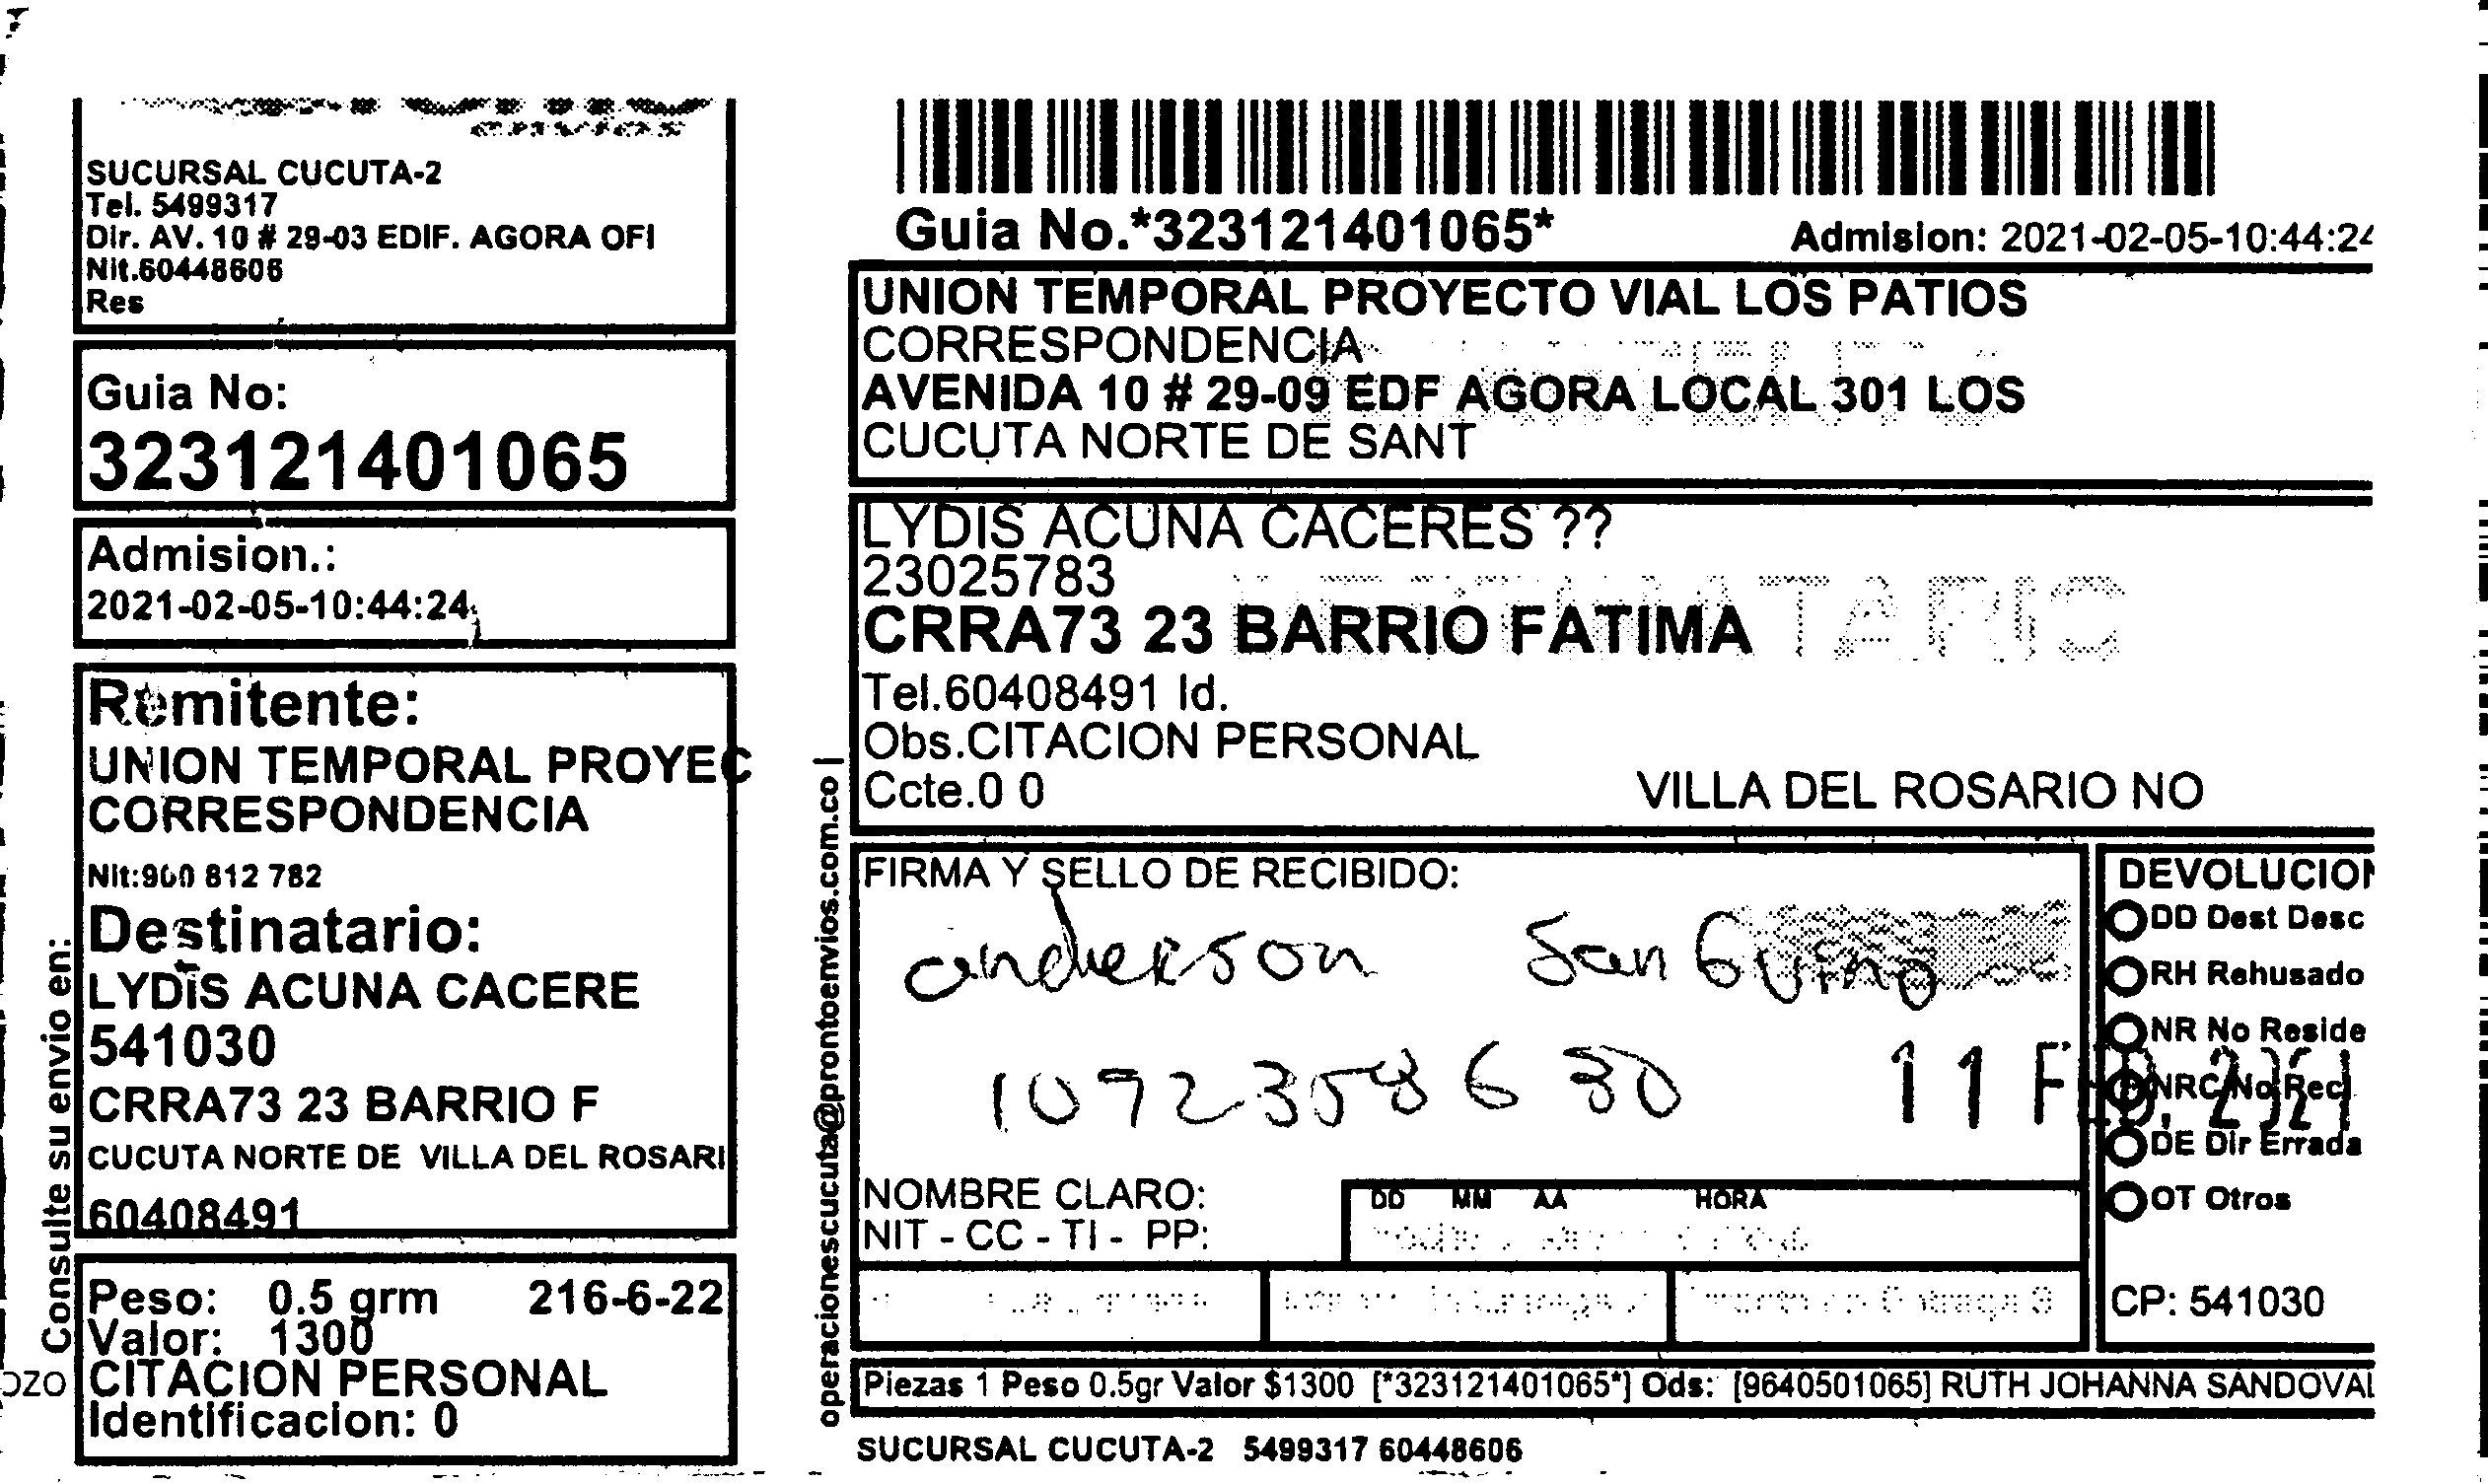 SUCURSAL CUCUTA-2
Tel. 5499317
Dir. AV. 10 # 29-03 EDIF. AGORA OFI
Nit.60448606
Res
Guia No:
323121401065
Admision.:
2021-02-05-10:44:24
Remitente:
UNION TEMPORAL PROYEC
CORRESPONDENCIA
Nit:900 812 782
Destinatario:
LYDIS ACUNA CACERE
541030
CRRA73 23 BARRIO F
CUCUTA NORTE DE VILLA DEL ROSARI
60408491
Peso: 0.5 grm 216-6-22
Valor: 1300
CITACION PERSONAL
Identificacion: 0
Consulte su envio en:
operacionescucuta@prontoenvios.com.co |
Guia No.*323121401065*
Admision: 2021-02-05-10:44:24
UNION TEMPORAL PROYECTO VIAL LOS PATIOS
CORRESPONDENCIA
AVENIDA 10 # 29-09 EDF AGORA LOCAL 301 LOS
CUCUTA NORTE DE SANT
LYDIS ACUNA CACERES ??
23025783
CRRA73 23 BARRIO FATIMA
Tel.60408491 Id.
Obs.CITACION PERSONAL
Ccte.0 0 VILLA DEL ROSARIO NO
FIRMA Y SELLO DE RECIBIDO:
anderson San Guino
1092358630
11 FEB. 2021
NOMBRE CLARO:
NIT - CC - TI - PP:
DD MM AA HORA
DEVOLUCION
DD Dest Desc
RH Rehusado
NR No Reside
NRC No Recl
DE Dir Errada
OT Otros
CP: 541030
Piezas 1 Peso 0.5gr Valor $1300 [*323121401065*] Ods: [9640501065] RUTH JOHANNA SANDOVAL
SUCURSAL CUCUTA-2 5499317 60448606